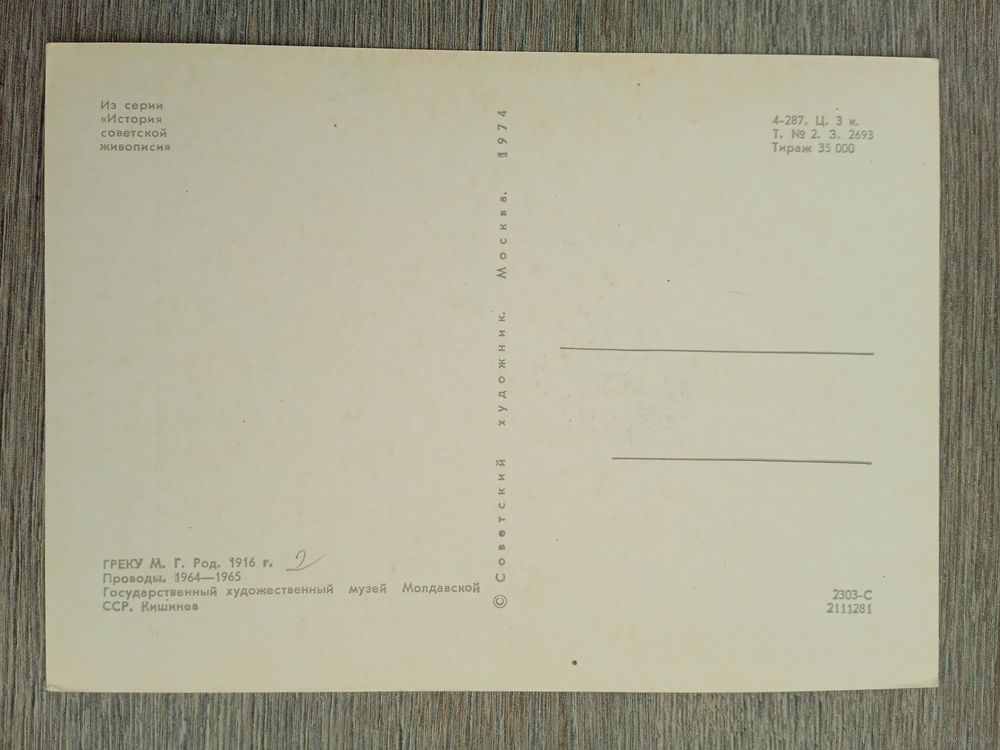 Из серии
«История
советской
живописи»
4-287. Ц. 3 к.
Т. № 2. З. 2693
Тираж 35 000
© Советский художник. Москва. 1974
ГРЕКУ М. Г. Род. 1916 г. 2
Проводы. 1964—1965
Государственный художественный музей Молдавской
ССР. Кишинев
2303-С
2111281